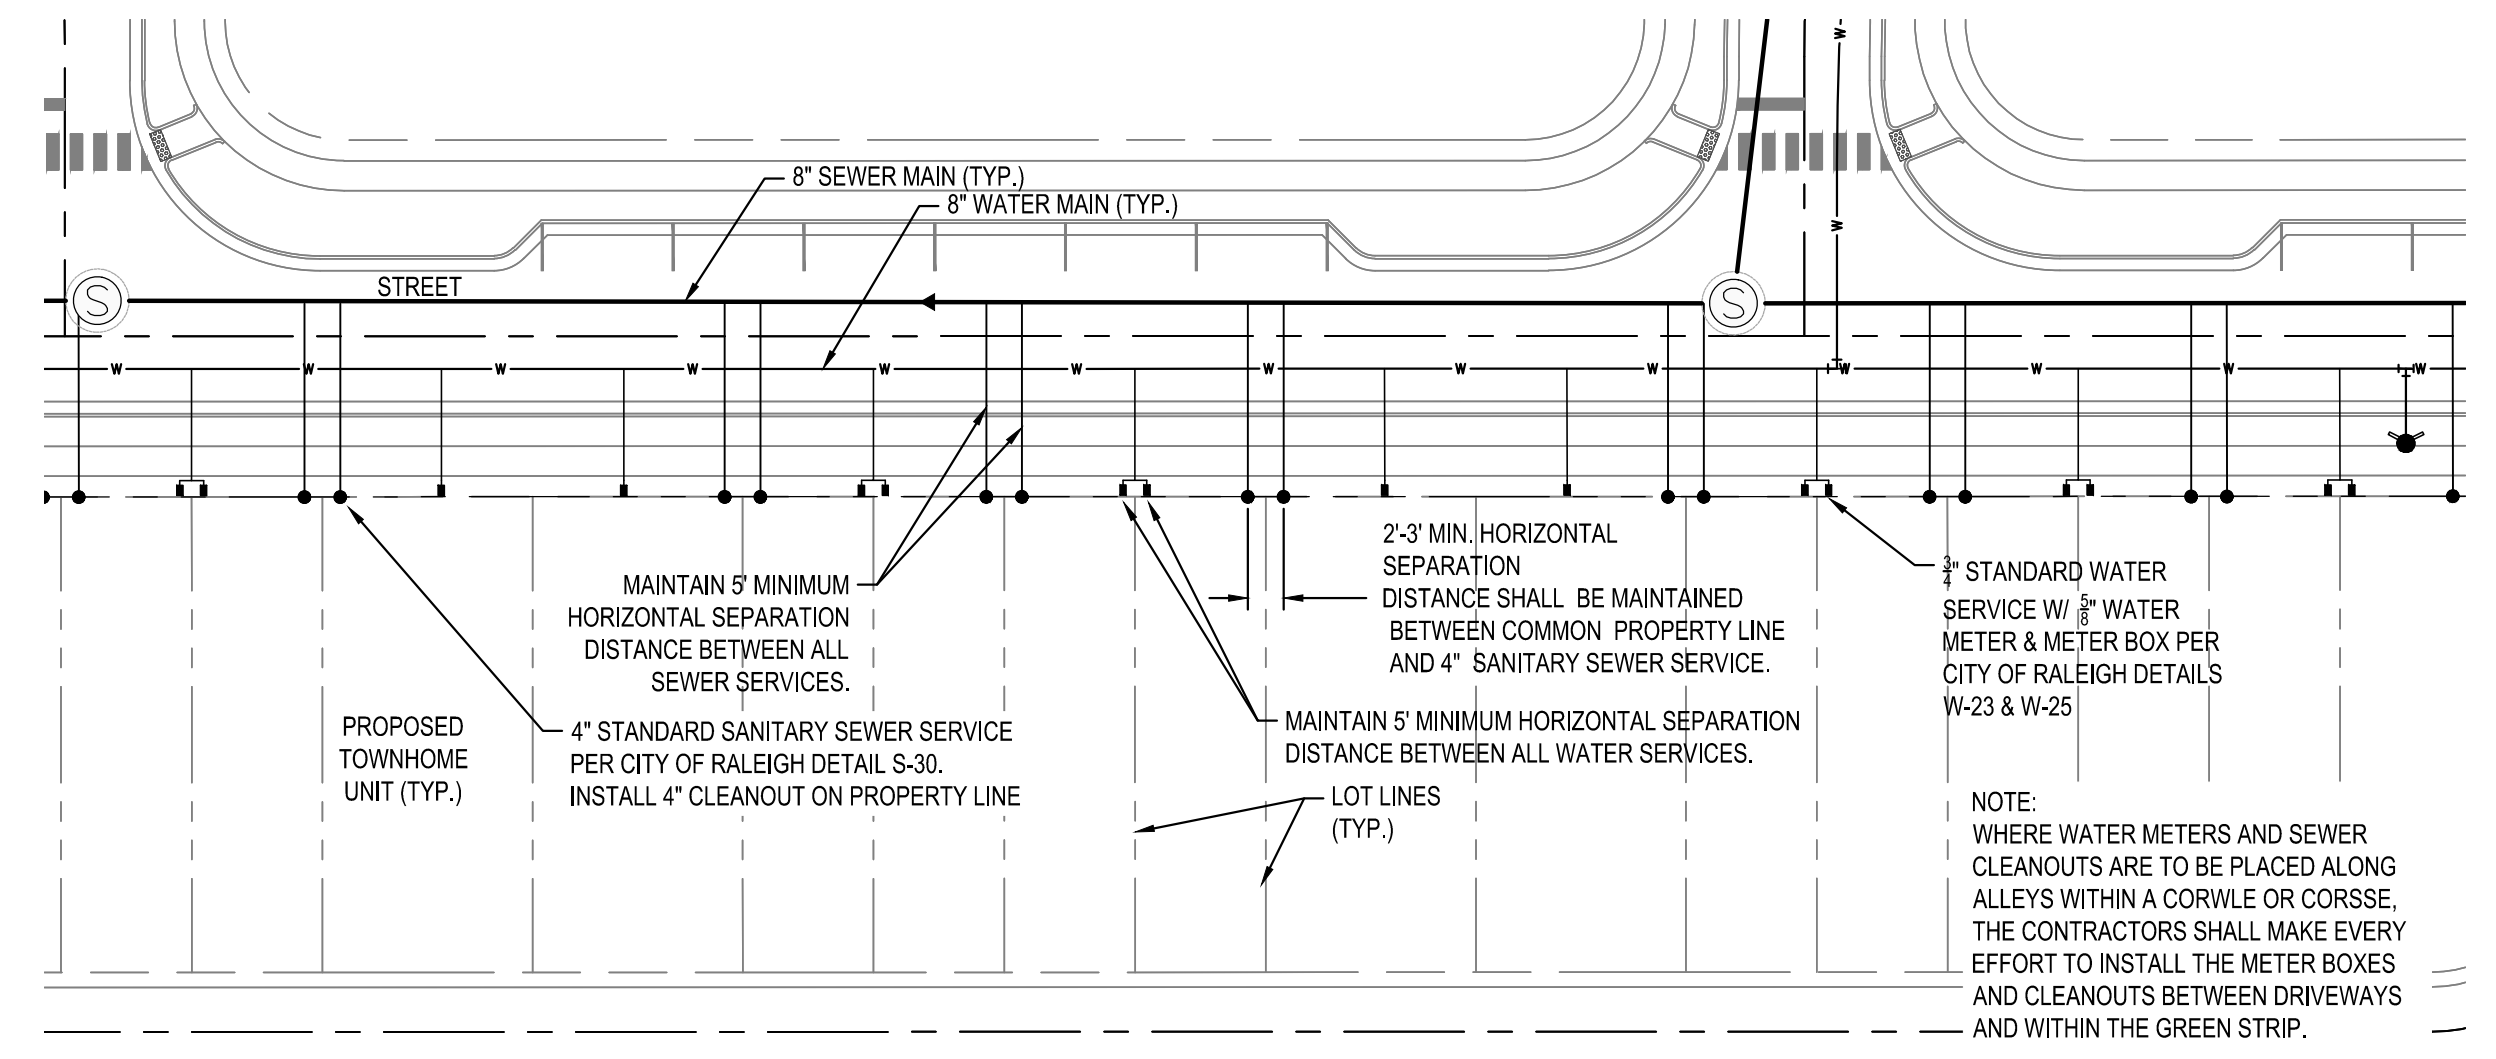 8" SEWER MAIN (TYP.)
8" WATER MAIN (TYP.)
STREET
S
S
W
W
W W W W W W W W W W W W W
MAINTAIN 5' MINIMUM
HORIZONTAL SEPARATION
DISTANCE BETWEEN ALL
SEWER SERVICES.
2'-3' MIN. HORIZONTAL
SEPARATION
DISTANCE SHALL BE MAINTAINED
BETWEEN COMMON PROPERTY LINE
AND 4" SANITARY SEWER SERVICE.
3/4" STANDARD WATER
SERVICE W/ 5/8" WATER
METER & METER BOX PER
CITY OF RALEIGH DETAILS
W-23 & W-25
PROPOSED
TOWNHOME
UNIT (TYP.)
4" STANDARD SANITARY SEWER SERVICE
PER CITY OF RALEIGH DETAIL S-30.
INSTALL 4" CLEANOUT ON PROPERTY LINE
MAINTAIN 5' MINIMUM HORIZONTAL SEPARATION
DISTANCE BETWEEN ALL WATER SERVICES.
LOT LINES
(TYP.)
NOTE:
WHERE WATER METERS AND SEWER
CLEANOUTS ARE TO BE PLACED ALONG
ALLEYS WITHIN A CORWLE OR CORSSE,
THE CONTRACTORS SHALL MAKE EVERY
EFFORT TO INSTALL THE METER BOXES
AND CLEANOUTS BETWEEN DRIVEWAYS
AND WITHIN THE GREEN STRIP.